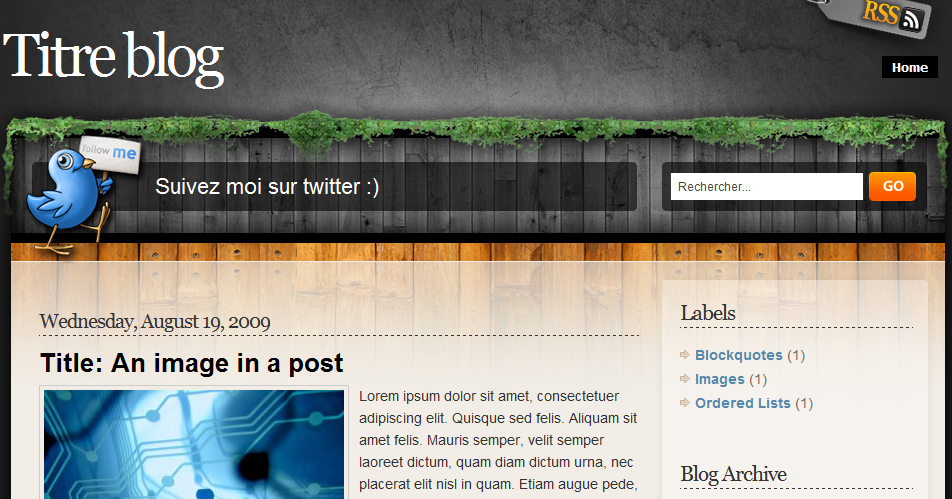 RSS
Titre blog
Home
follow me
Suivez moi sur twitter :)
Rechercher...
GO
Wednesday, August 19, 2009
Title: An image in a post
Lorem ipsum dolor sit amet, consectetuer
adipiscing elit. Quisque sed felis. Aliquam sit
amet felis. Mauris semper, velit semper
laoreet dictum, quam diam dictum urna, nec
placerat elit nisl in quam. Etiam augue pede,
Labels
Blockquotes (1)
Images (1)
Ordered Lists (1)
Blog Archive